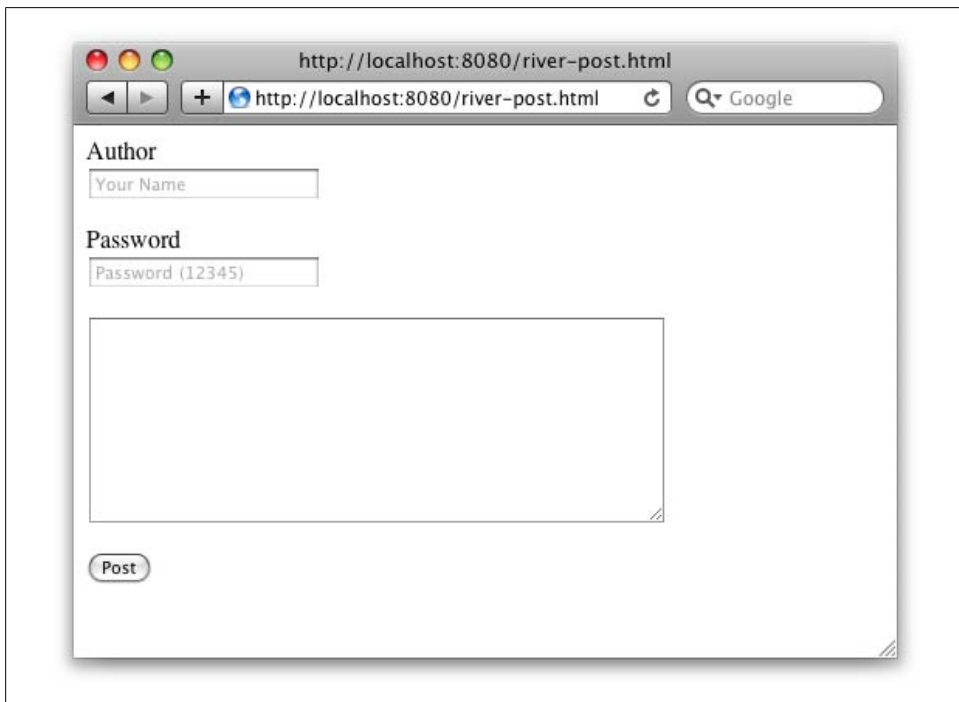 http://localhost:8080/river-post.html
http://localhost:8080/river-post.html
Google
Author
Your Name
Password
Password (12345)
Post